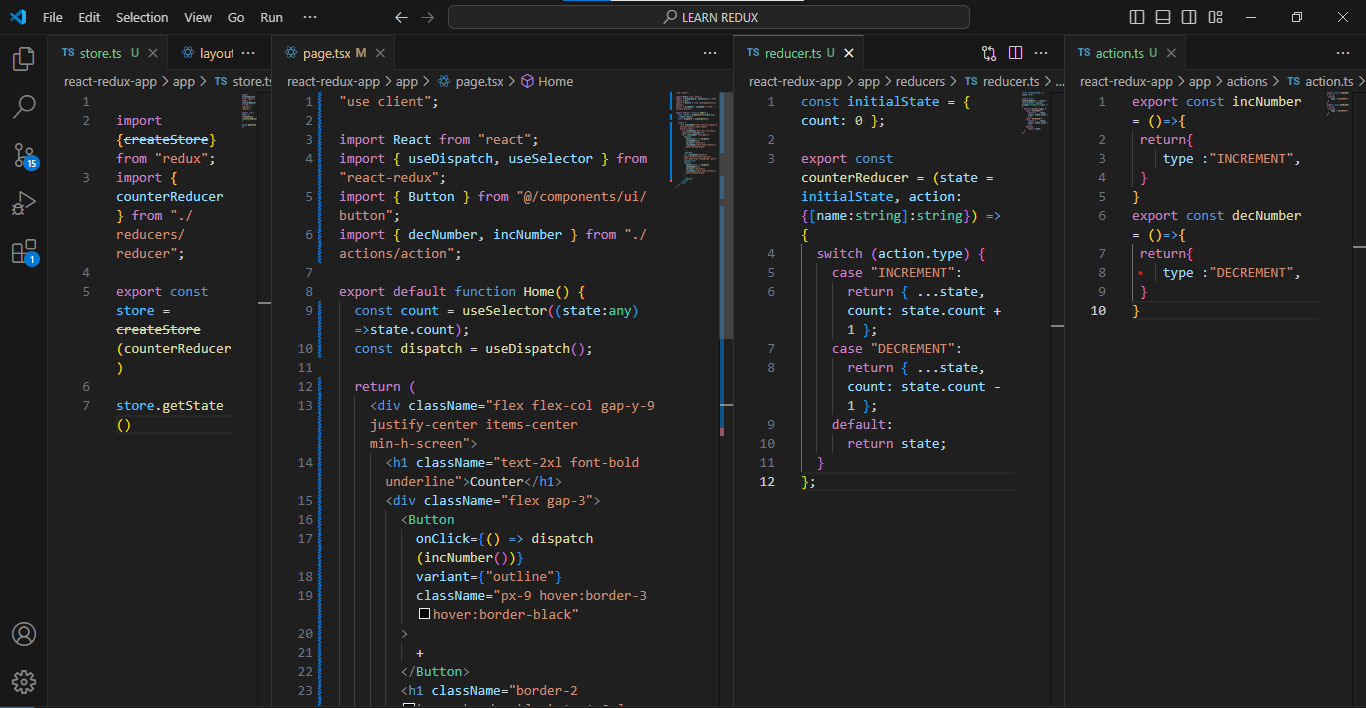 File Edit Selection View Go Run ··· LEARN REDUX
TS store.ts U layout ···
react-redux-app > app > TS store.ts
1
2 import
{createStore}
from "redux";
3 import {
counterReducer
} from "./
reducers/
reducer";
4
5 export const
store =
createStore
(counterReducer
)
6
7 store.getState
()
page.tsx M ···
react-redux-app > app > page.tsx > Home
1 "use client";
2
3 import React from "react";
4 import { useDispatch, useSelector } from
"react-redux";
5 import { Button } from "@/components/ui/
button";
6 import { decNumber, incNumber } from "./
actions/action";
7
8 export default function Home() {
9 const count = useSelector((state:any)
=>state.count);
10 const dispatch = useDispatch();
11
12 return (
13 <div className="flex flex-col gap-y-9
justify-center items-center
min-h-screen">
14 <h1 className="text-2xl font-bold
underline">Counter</h1>
15 <div className="flex gap-3">
16 <Button
17 onClick={() => dispatch
(incNumber())}
18 variant={"outline"}
19 className="px-9 hover:border-3
hover:border-black"
20 >
21 +
22 </Button>
23 <h1 className="border-2
TS reducer.ts U ···
react-redux-app > app > reducers > TS reducer.ts > ...
1 const initialState = {
count: 0 };
2
3 export const
counterReducer = (state =
initialState, action:
{[name:string]:string}) =>
{
4 switch (action.type) {
5 case "INCREMENT":
6 return { ...state,
count: state.count +
1 };
7 case "DECREMENT":
8 return { ...state,
count: state.count -
1 };
9 default:
10 return state;
11 }
12 };
TS action.ts U ···
react-redux-app > app > actions > TS action.ts >
1 export const incNumber
= ()=>{
2 return{
3 type :"INCREMENT",
4 }
5 }
6 export const decNumber
= ()=>{
7 return{
8 type :"DECREMENT",
9 }
10 }
15
1